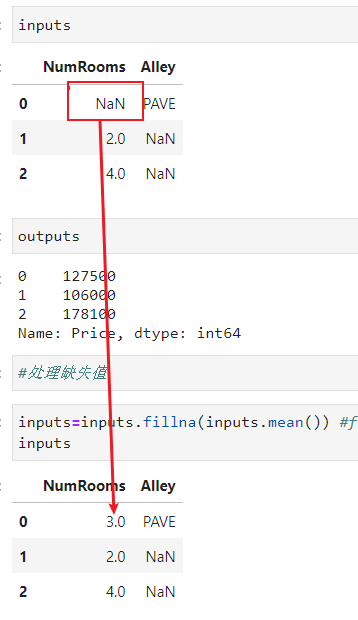 inputs
NumRooms Alley
0 NaN PAVE
1 2.0 NaN
2 4.0 NaN
outputs
0 127500
1 106000
2 178100
Name: Price, dtype: int64
#处理缺失值
inputs=inputs.fillna(inputs.mean()) #f
inputs
NumRooms Alley
0 3.0 PAVE
1 2.0 NaN
2 4.0 NaN